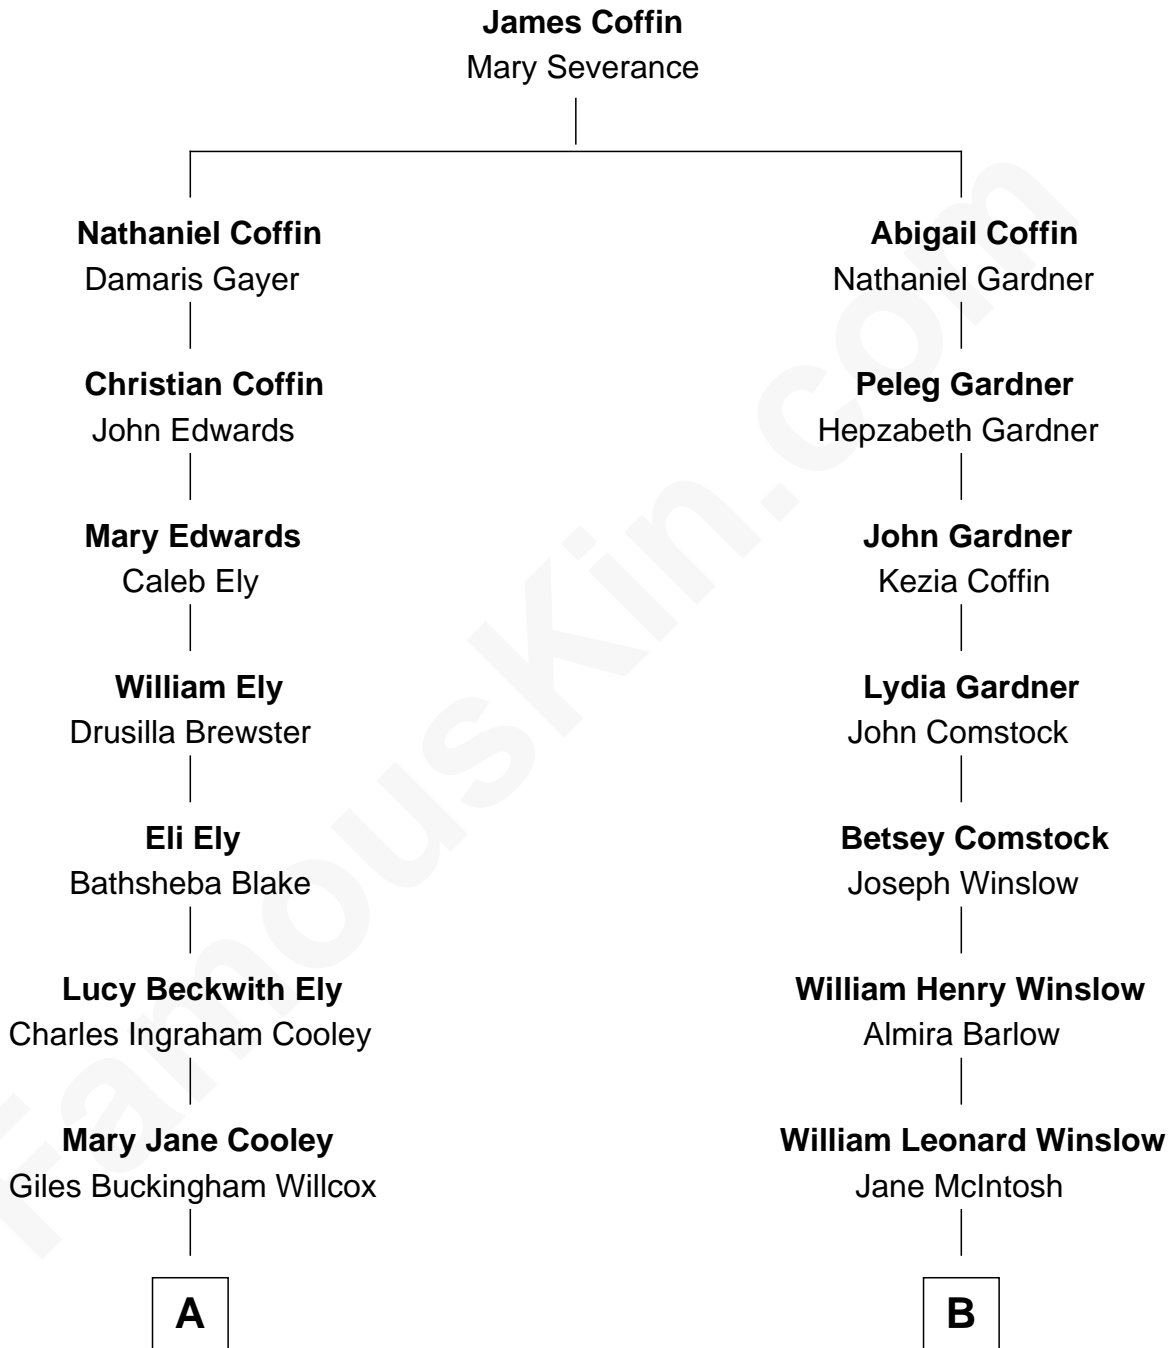 James Coffin
Mary Severance
Nathaniel Coffin
Damaris Gayer
Abigail Coffin
Nathaniel Gardner
Christian Coffin
John Edwards
Peleg Gardner
Hepzabeth Gardner
Mary Edwards
Caleb Ely
John Gardner
Kezia Coffin
William Ely
Drusilla Brewster
Lydia Gardner
John Comstock
Eli Ely
Bathsheba Blake
Betsey Comstock
Joseph Winslow
Lucy Beckwith Ely
Charles Ingraham Cooley
William Henry Winslow
Almira Barlow
Mary Jane Cooley
Giles Buckingham Willcox
William Leonard Winslow
Jane McIntosh
A
B
FamousKin.com